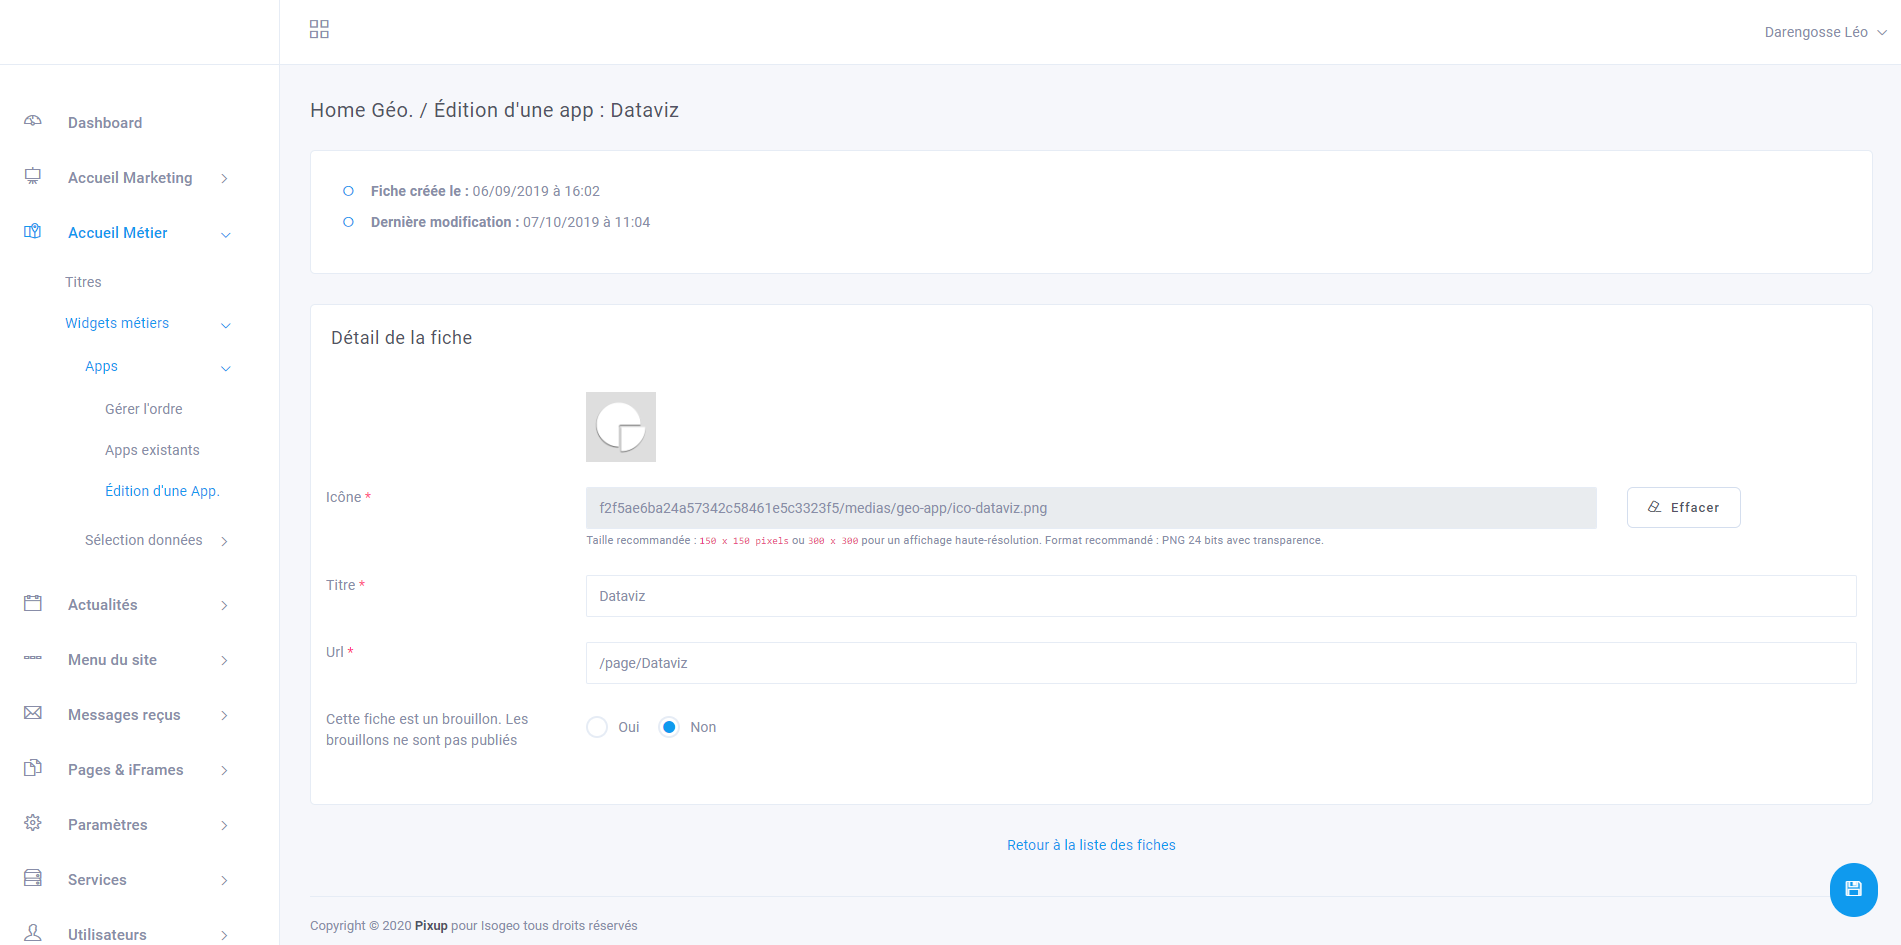 Darengosse Léo
Dashboard
Accueil Marketing
Accueil Métier
Titres
Widgets métiers
Apps
Gérer l'ordre
Apps existants
Édition d'une App.
Sélection données
Actualités
Menu du site
Messages reçus
Pages & iFrames
Paramètres
Services
Utilisateurs
Home Géo. / Édition d'une app : Dataviz
Fiche créée le : 06/09/2019 à 16:02
Dernière modification : 07/10/2019 à 11:04
Détail de la fiche
Icône *
f2f5ae6ba24a57342c58461e5c3323f5/medias/geo-app/ico-dataviz.png
Effacer
Taille recommandée : 150 x 150 pixels ou 300 x 300 pour un affichage haute-résolution. Format recommandé : PNG 24 bits avec transparence.
Titre *
Dataviz
Url *
/page/Dataviz
Cette fiche est un brouillon. Les
brouillons ne sont pas publiés
Oui
Non
Retour à la liste des fiches
Copyright © 2020 Pixup pour Isogeo tous droits réservés